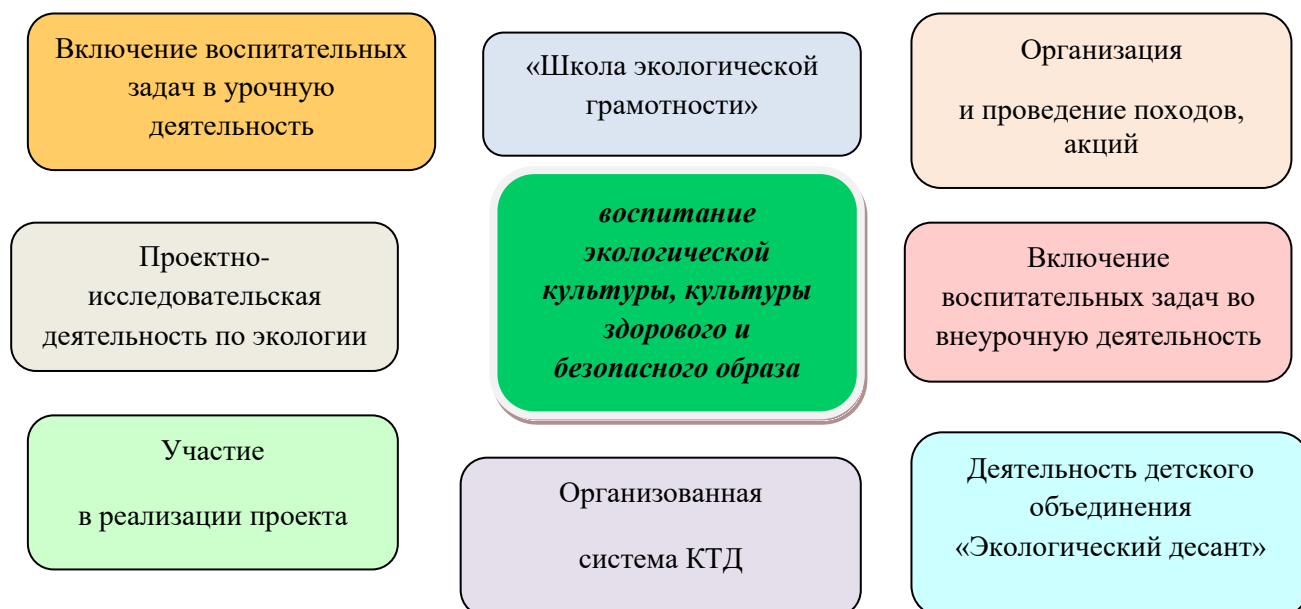 Включение воспитательных
задач в урочную
деятельность
«Школа экологической
грамотности»
Организация
и проведение походов,
акций
Проектно-
исследовательская
деятельность по экологии
воспитание
экологической
культуры, культуры
здорового и
безопасного образа
Включение
воспитательных задач во
внеурочную деятельность
Участие
в реализации проекта
Организованная
система КТД
Деятельность детского
объединения
«Экологический десант»